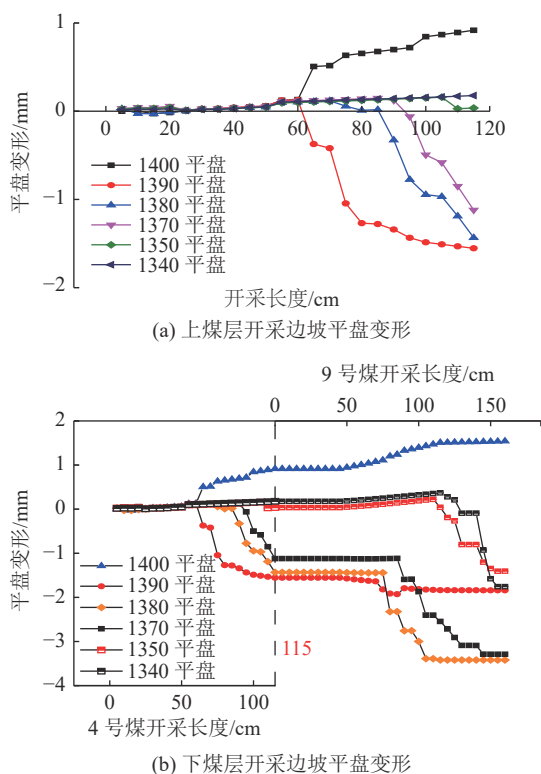 1
0
−1
−2
平盘变形/mm
1400 平盘
1390 平盘
1380 平盘
1370 平盘
1350 平盘
1340 平盘
0 20 40 60 80 100 120
开采长度/cm
(a) 上煤层开采边坡平盘变形
9 号煤开采长度/cm
0 50 100 150
2
1
0
−1
−2
−3
−4
平盘变形/mm
1400 平盘
1390 平盘
1380 平盘
1370 平盘
1350 平盘
1340 平盘
115
0 50 100
4 号煤开采长度/cm
(b) 下煤层开采边坡平盘变形